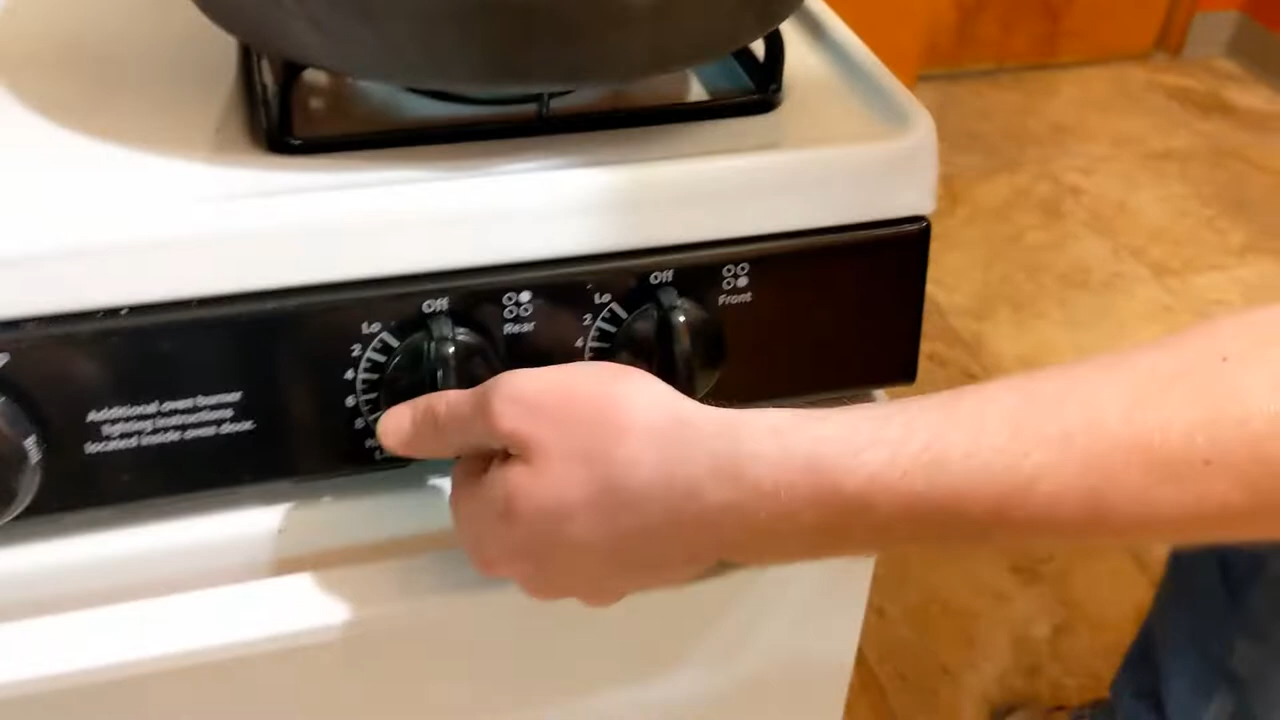 Off
Lo
2
4
6
8
Rear
Off
Lo
2
4
Front
Additional oven burner
lighting instructions
located inside oven door.